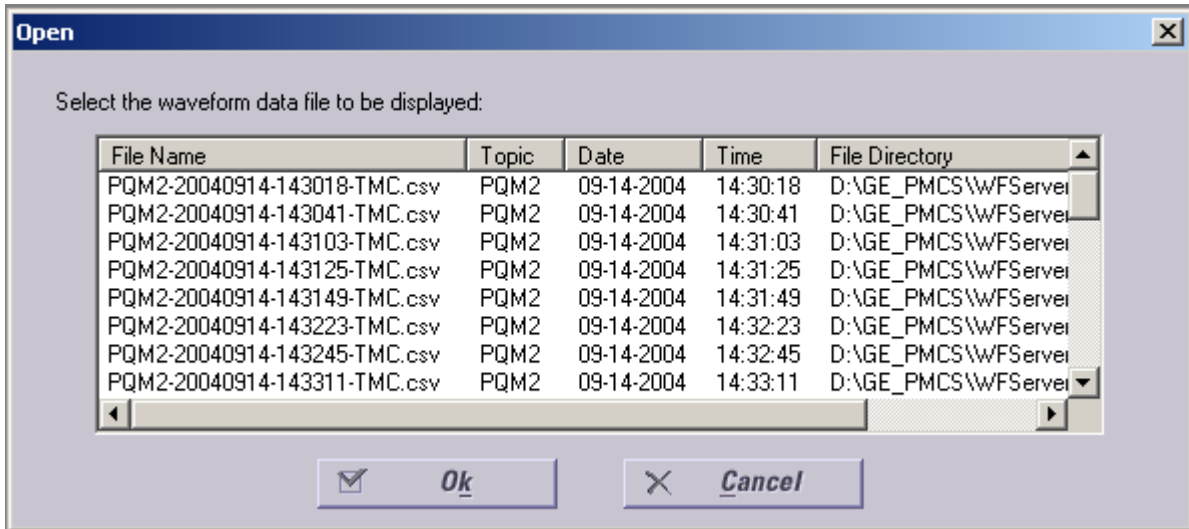 Open
Select the waveform data file to be displayed:
File Name Topic Date Time File Directory
PQM2-20040914-143018-TMC.csv PQM2 09-14-2004 14:30:18 D:\GE_PMCS\WFServer
PQM2-20040914-143041-TMC.csv PQM2 09-14-2004 14:30:41 D:\GE_PMCS\WFServer
PQM2-20040914-143103-TMC.csv PQM2 09-14-2004 14:31:03 D:\GE_PMCS\WFServer
PQM2-20040914-143125-TMC.csv PQM2 09-14-2004 14:31:25 D:\GE_PMCS\WFServer
PQM2-20040914-143149-TMC.csv PQM2 09-14-2004 14:31:49 D:\GE_PMCS\WFServer
PQM2-20040914-143223-TMC.csv PQM2 09-14-2004 14:32:23 D:\GE_PMCS\WFServer
PQM2-20040914-143245-TMC.csv PQM2 09-14-2004 14:32:45 D:\GE_PMCS\WFServer
PQM2-20040914-143311-TMC.csv PQM2 09-14-2004 14:33:11 D:\GE_PMCS\WFServer
Ok Cancel